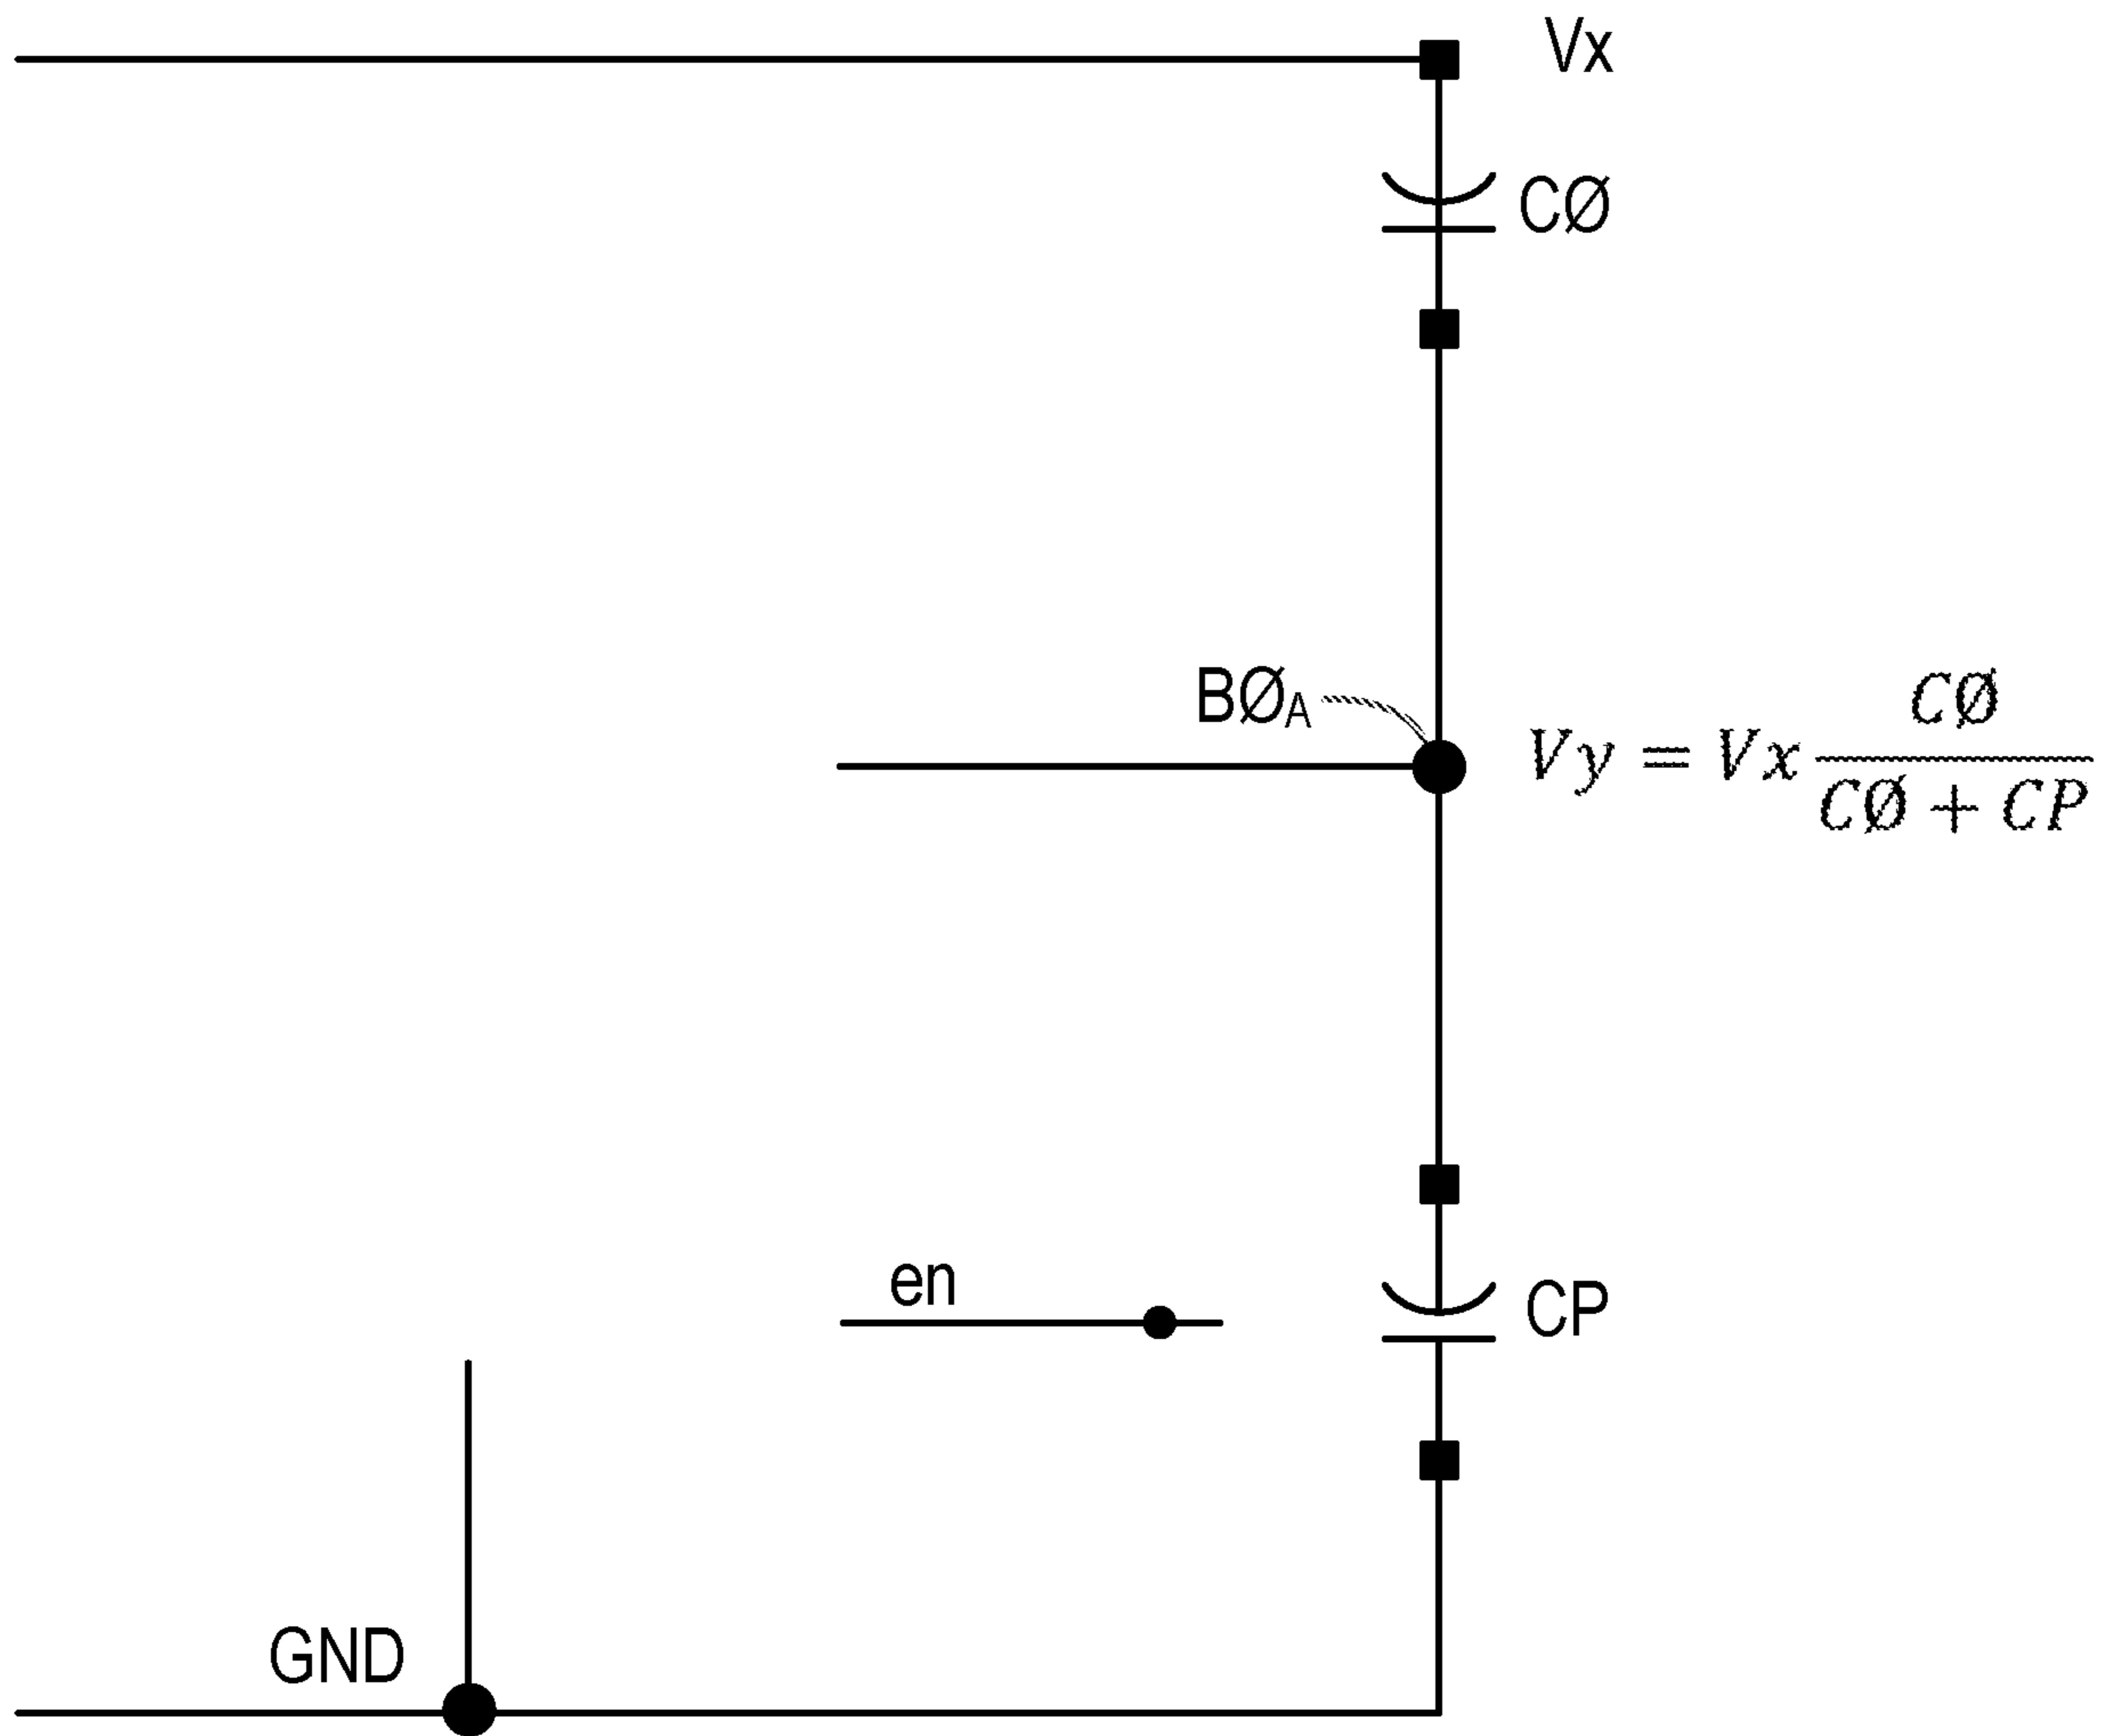 Vx
CØ
BØA
Vy = Vx CØ / CØ + CP
en
CP
GND